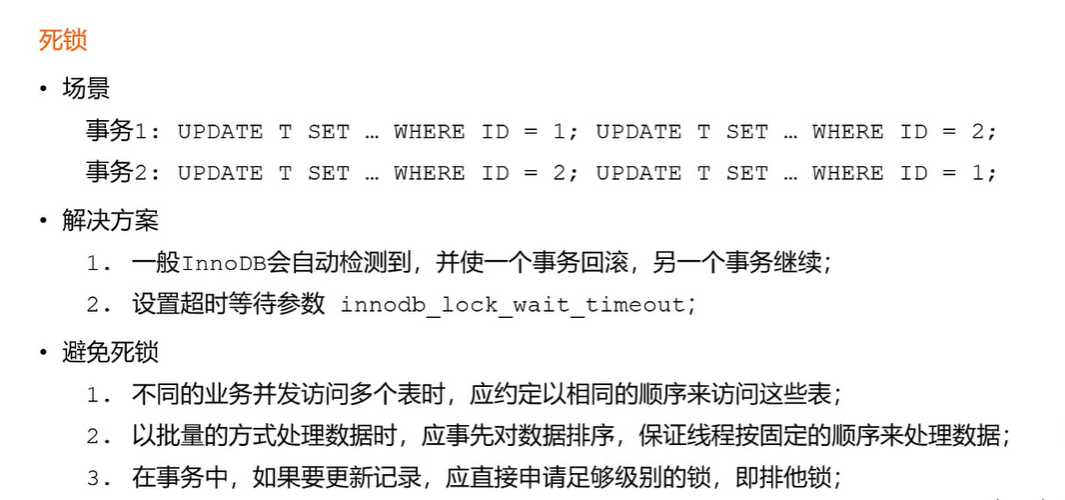 死锁
• 场景
事务1: UPDATE T SET … WHERE ID = 1; UPDATE T SET … WHERE ID = 2;
事务2: UPDATE T SET … WHERE ID = 2; UPDATE T SET … WHERE ID = 1;
• 解决方案
1. 一般InnoDB会自动检测到，并使一个事务回滚，另一个事务继续；
2. 设置超时等待参数 innodb_lock_wait_timeout；
• 避免死锁
1. 不同的业务并发访问多个表时，应约定以相同的顺序来访问这些表；
2. 以批量的方式处理数据时，应事先对数据排序，保证线程按固定的顺序来处理数据；
3. 在事务中，如果要更新记录，应直接申请足够级别的锁，即排他锁；